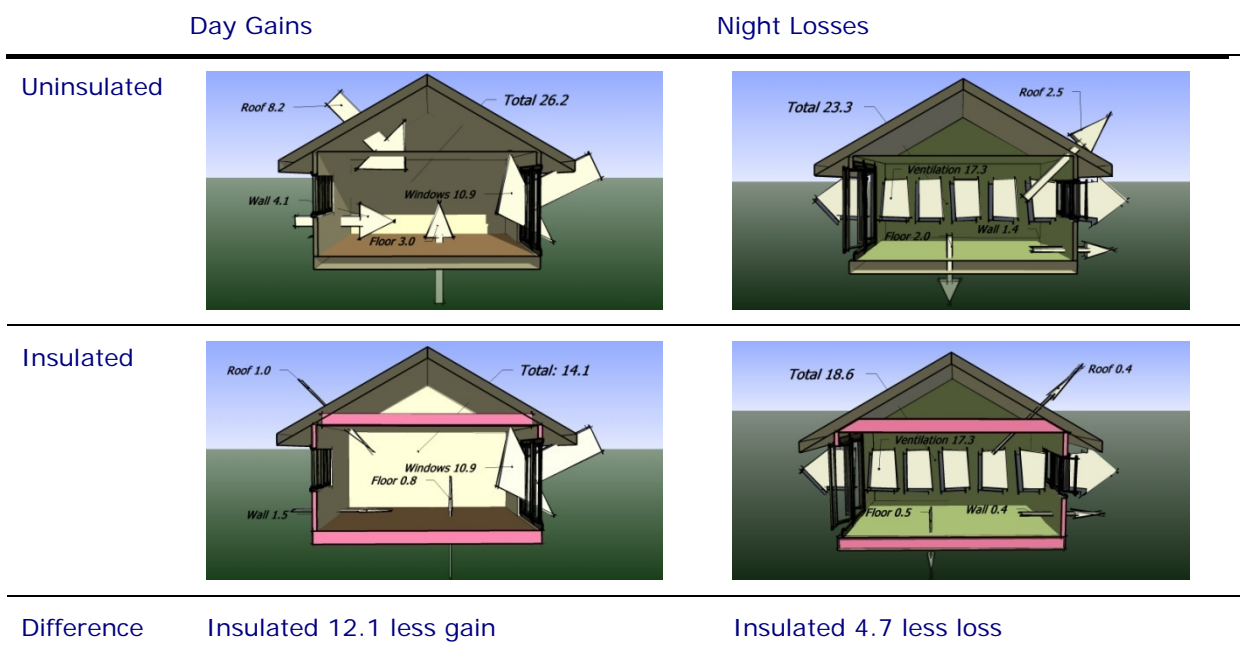 Day Gains
Night Losses
Uninsulated
Roof 8.2
Total 26.2
Wall 4.1
Windows 10.9
Floor 3.0
Total 23.3
Roof 2.5
Ventilation 17.3
Floor 2.0
Wall 1.4
Insulated
Roof 1.0
Total: 14.1
Windows 10.9
Floor 0.8
Wall 1.5
Total 18.6
Roof 0.4
Ventilation 17.3
Floor 0.5
Wall 0.4
Difference
Insulated 12.1 less gain
Insulated 4.7 less loss